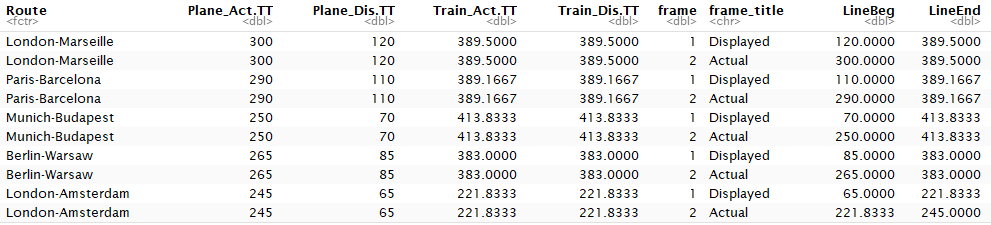 Route Plane_Act.TT Plane_Dis.TT Train_Act.TT Train_Dis.TT frame frame_title LineBeg LineEnd
<fctr> <dbl> <dbl> <dbl> <dbl> <dbl> <chr> <dbl> <dbl>
London-Marseille 300 120 389.5000 389.5000 1 Displayed 120.0000 389.5000
London-Marseille 300 120 389.5000 389.5000 2 Actual 300.0000 389.5000
Paris-Barcelona 290 110 389.1667 389.1667 1 Displayed 110.0000 389.1667
Paris-Barcelona 290 110 389.1667 389.1667 2 Actual 290.0000 389.1667
Munich-Budapest 250 70 413.8333 413.8333 1 Displayed 70.0000 413.8333
Munich-Budapest 250 70 413.8333 413.8333 2 Actual 250.0000 413.8333
Berlin-Warsaw 265 85 383.0000 383.0000 1 Displayed 85.0000 383.0000
Berlin-Warsaw 265 85 383.0000 383.0000 2 Actual 265.0000 383.0000
London-Amsterdam 245 65 221.8333 221.8333 1 Displayed 65.0000 221.8333
London-Amsterdam 245 65 221.8333 221.8333 2 Actual 221.8333 245.0000